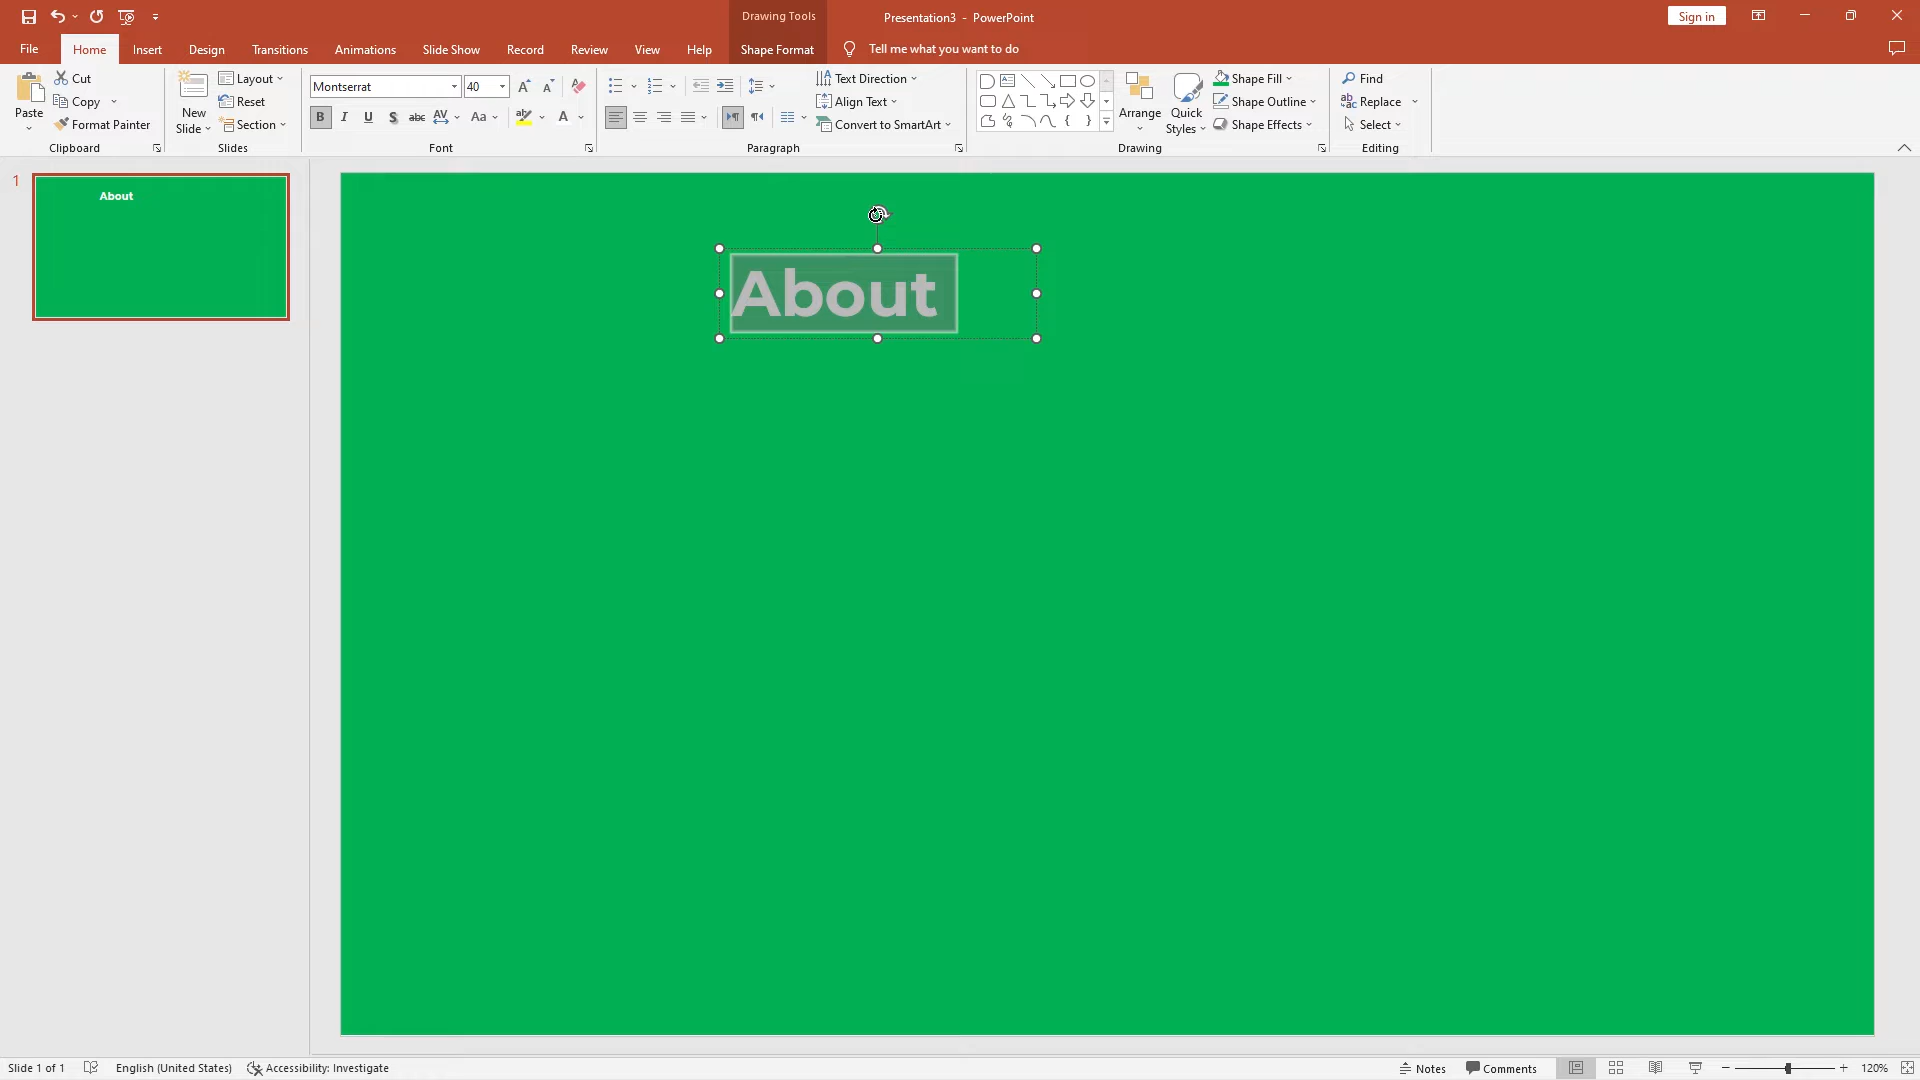 Drawing Tools
Presentation3 - PowerPoint
Sign in
File
Home
Insert
Design
Transitions
Animations
Slide Show
Record
Review
View
Help
Shape Format
Tell me what you want to do
Paste
Cut
Copy
Format Painter
Clipboard
New Slide
Layout
Reset
Section
Slides
Montserrat
40
B I U S abc AV Aa A
Font
Text Direction
Align Text
Convert to SmartArt
Paragraph
Arrange
Quick Styles
Shape Fill
Shape Outline
Shape Effects
Drawing
Find
Replace
Select
Editing
1
About
About
Slide 1 of 1
English (United States)
Accessibility: Investigate
Notes
Comments
120%